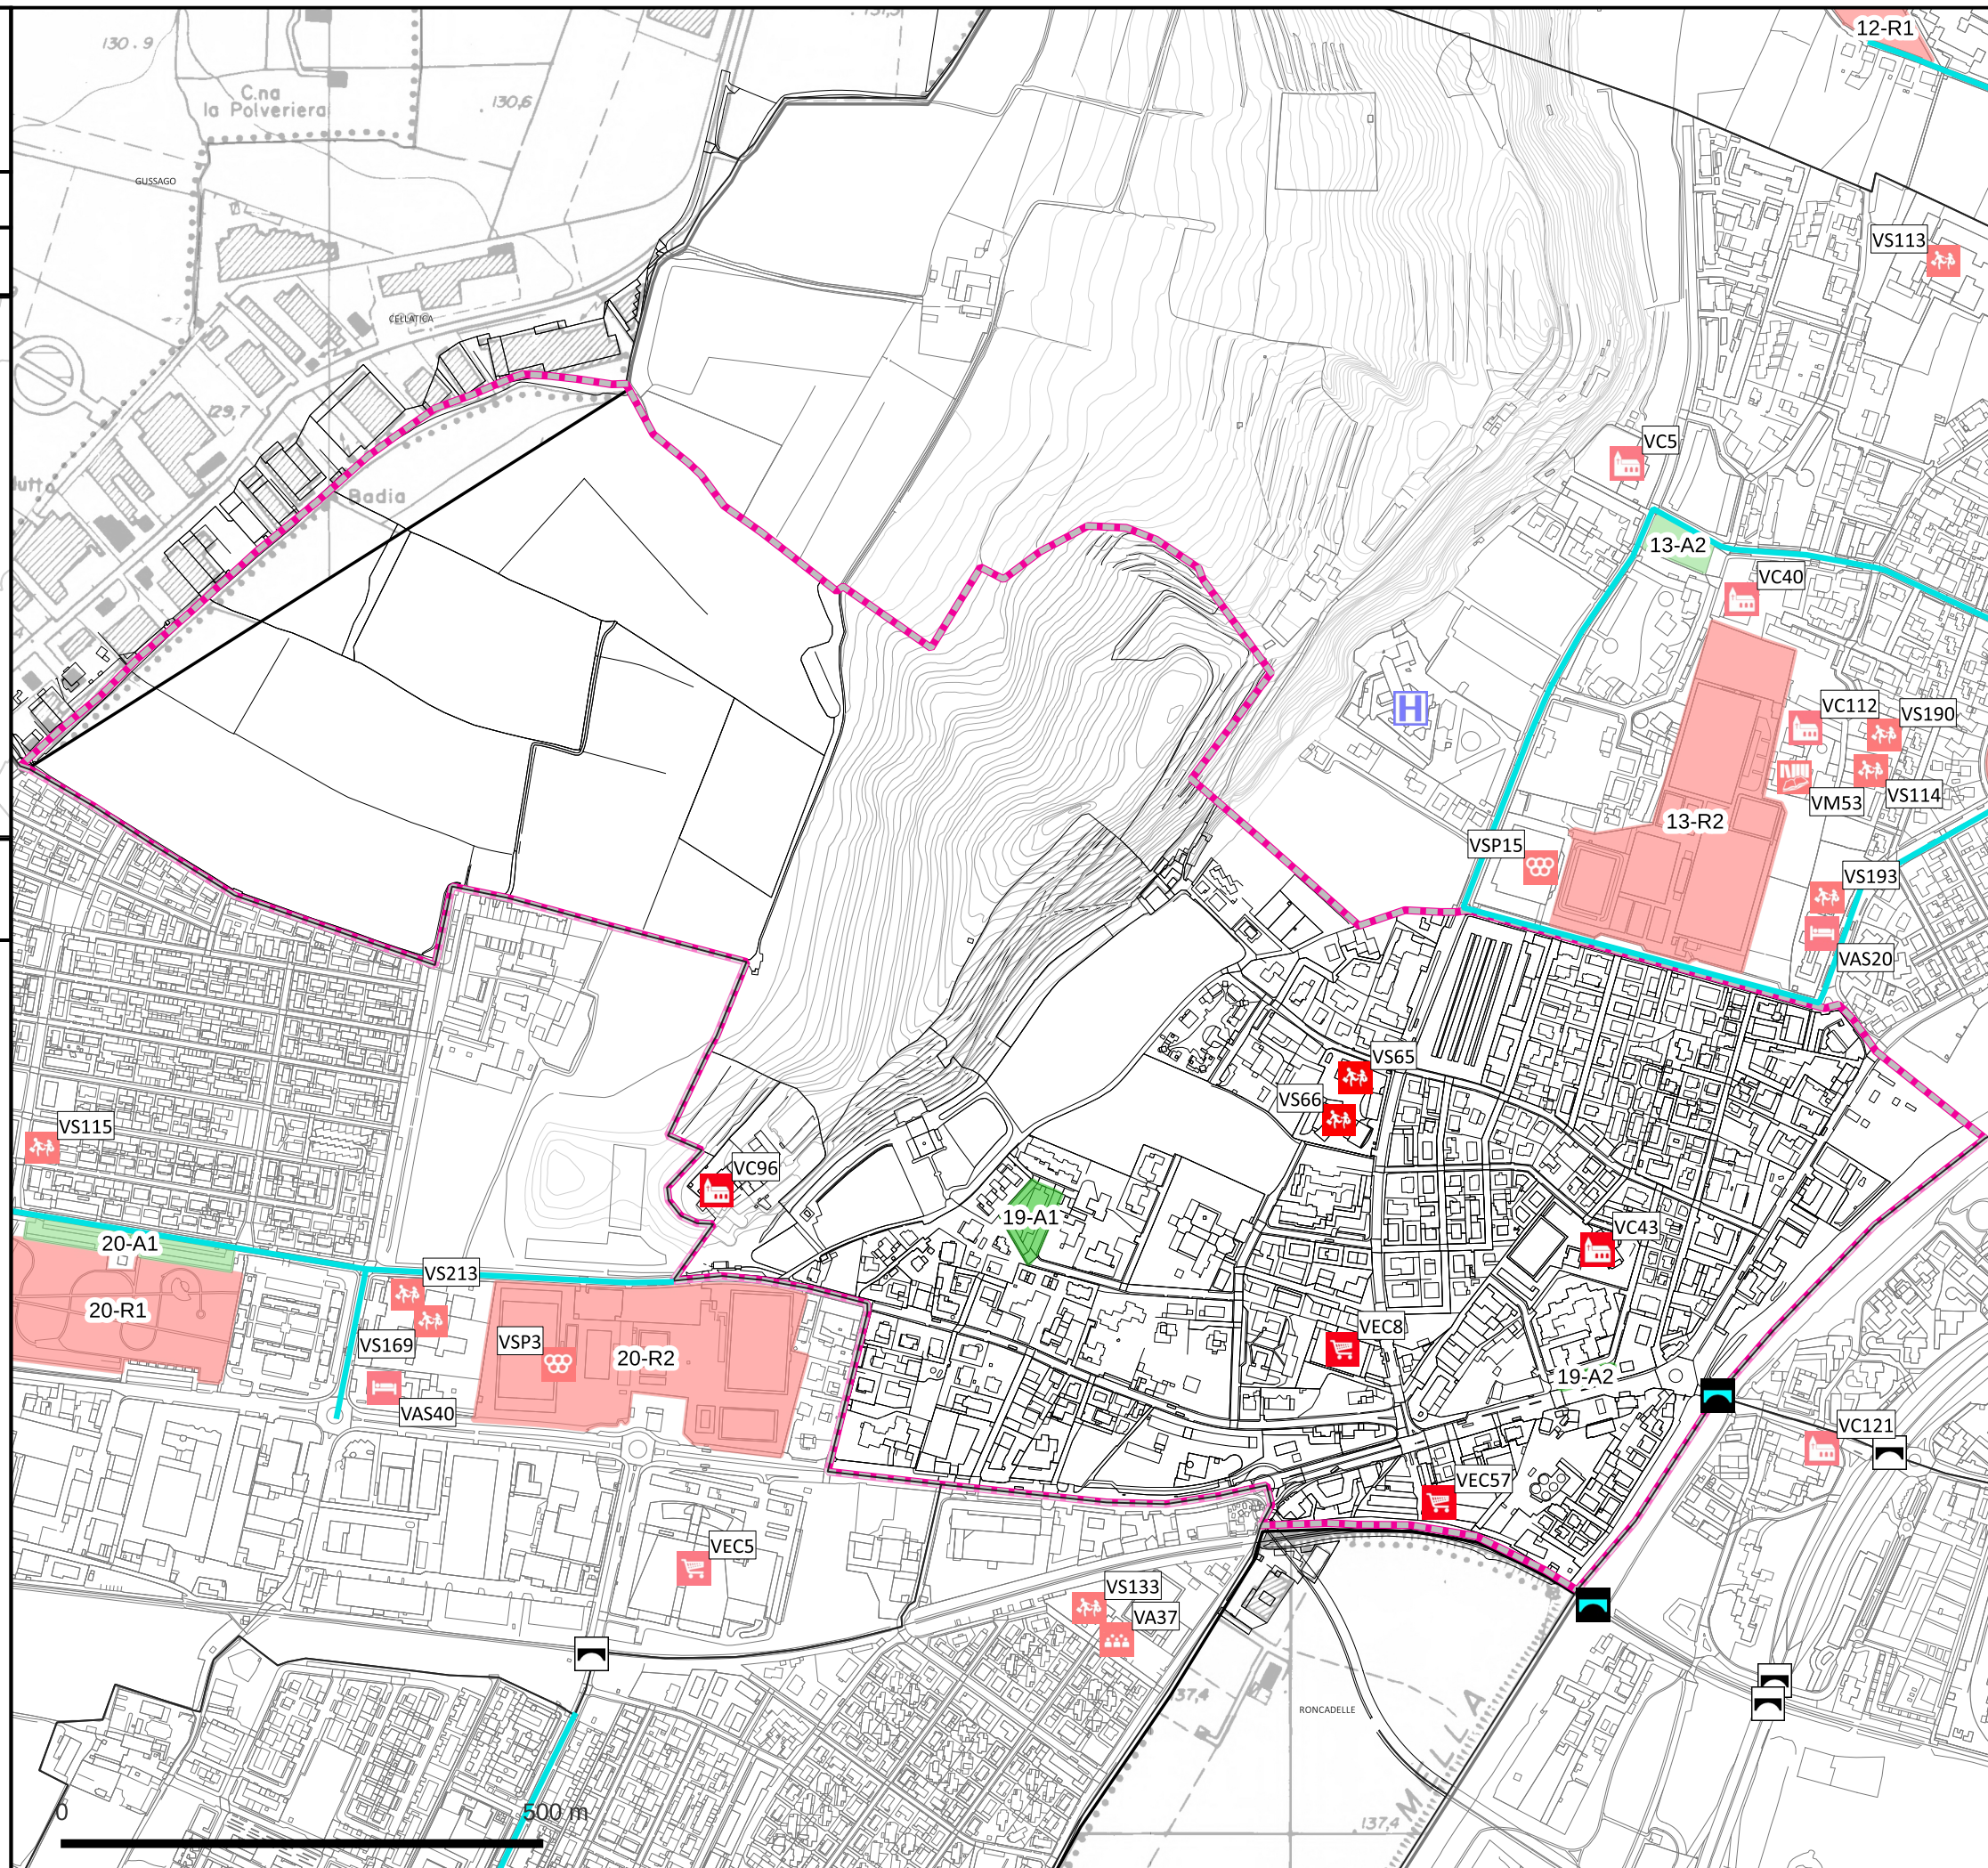 12-R1
130.9
C.na
la Polveriera
130,6
GUSSAGO
VS113
CELLATICA
129,7
VC5
Badia
13-A2
VC40
VC112
VS190
H
VM53
VS114
13-R2
VSP15
VS193
VAS20
VS65
VS66
VS115
VC96
19-A1
VC43
20-A1
VS213
20-R1
VSP3
20-R2
VS169
VEC8
19-A2
VAS40
VC121
VEC57
VEC5
VS133
VA37
137,4
RONCADELLE
MELLA
0
500 m
137,4